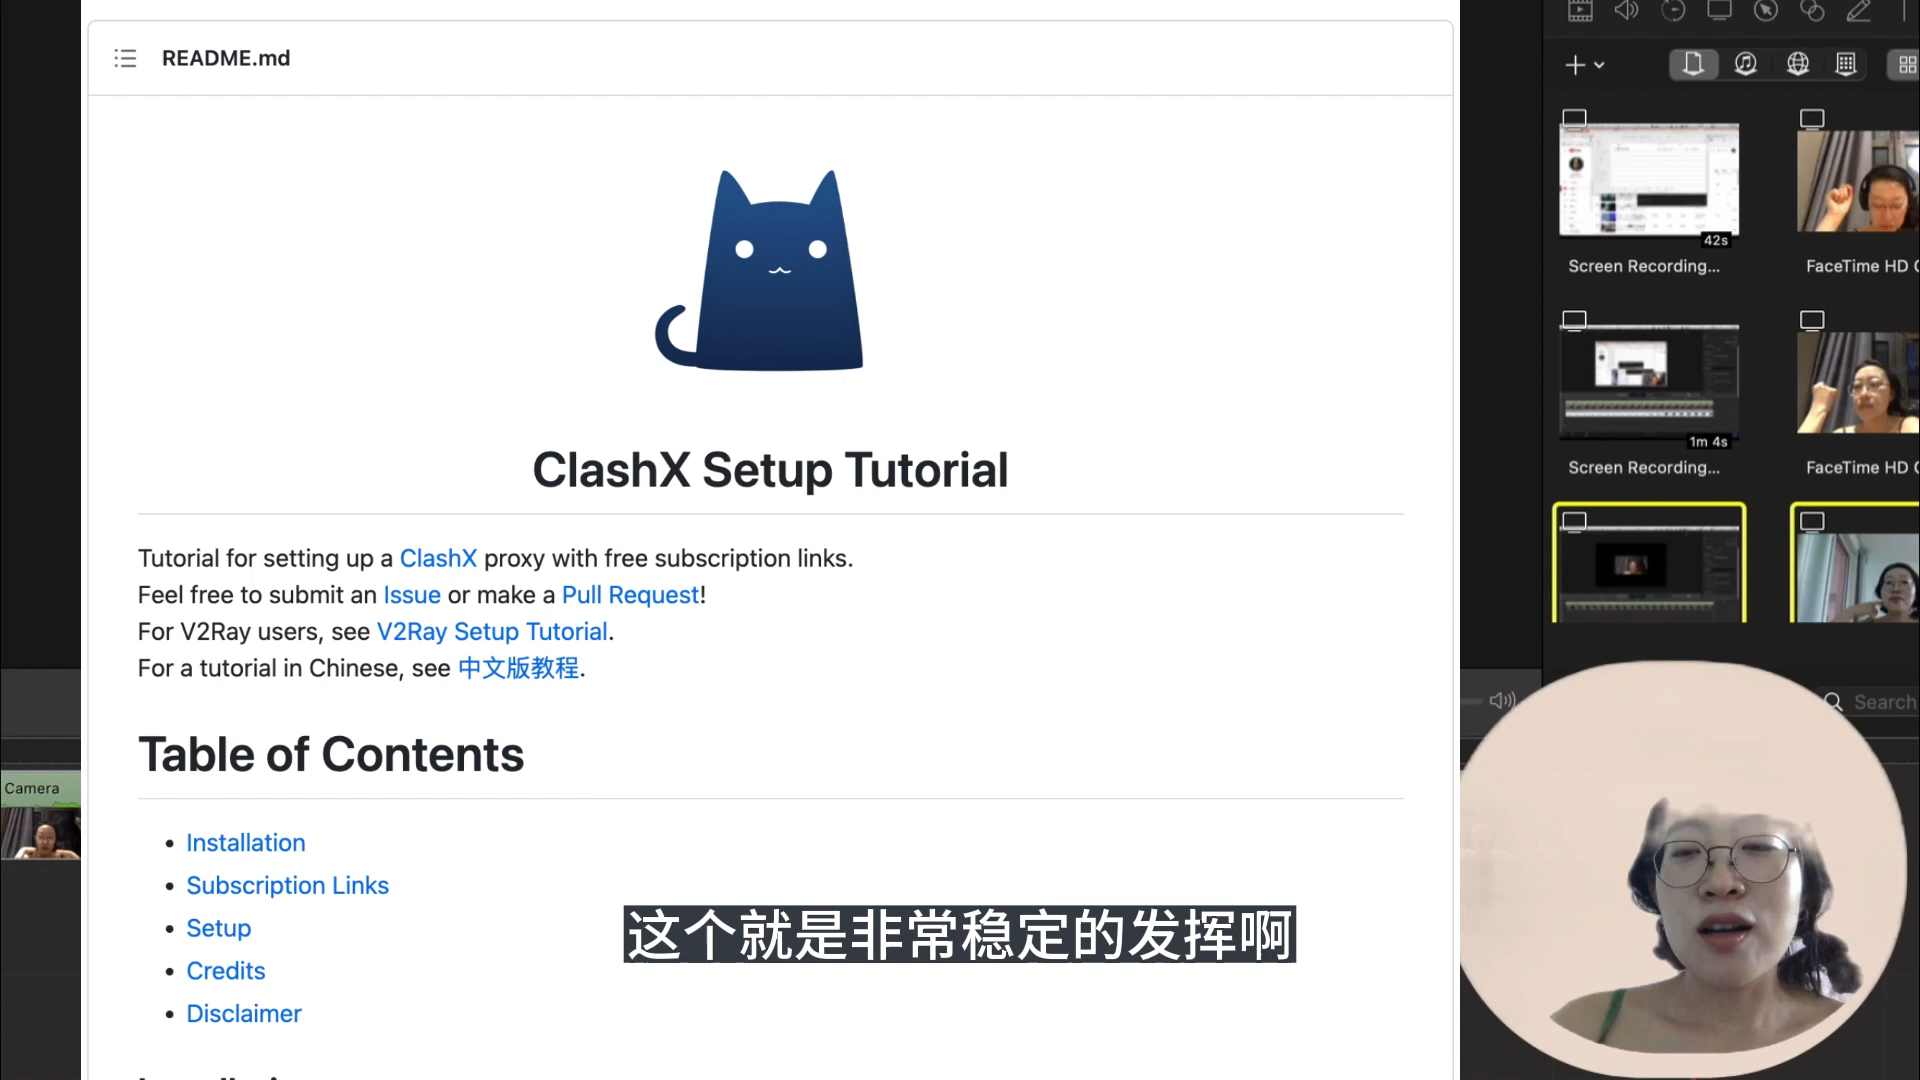 README.md
ClashX Setup Tutorial
Tutorial for setting up a ClashX proxy with free subscription links.
Feel free to submit an Issue or make a Pull Request!
For V2Ray users, see V2Ray Setup Tutorial.
For a tutorial in Chinese, see 中文版教程.
Table of Contents
Installation
Subscription Links
Setup
Credits
Disclaimer
这个就是非常稳定的发挥啊
Camera
42s
Screen Recording...
FaceTime HD
1m 4s
Screen Recording...
FaceTime HD
Search